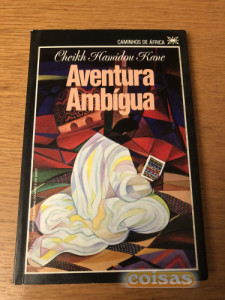 CAMINHOS DE ÁFRICA
Cheikh Hamidou Kane
Aventura
Ambígua
coisas